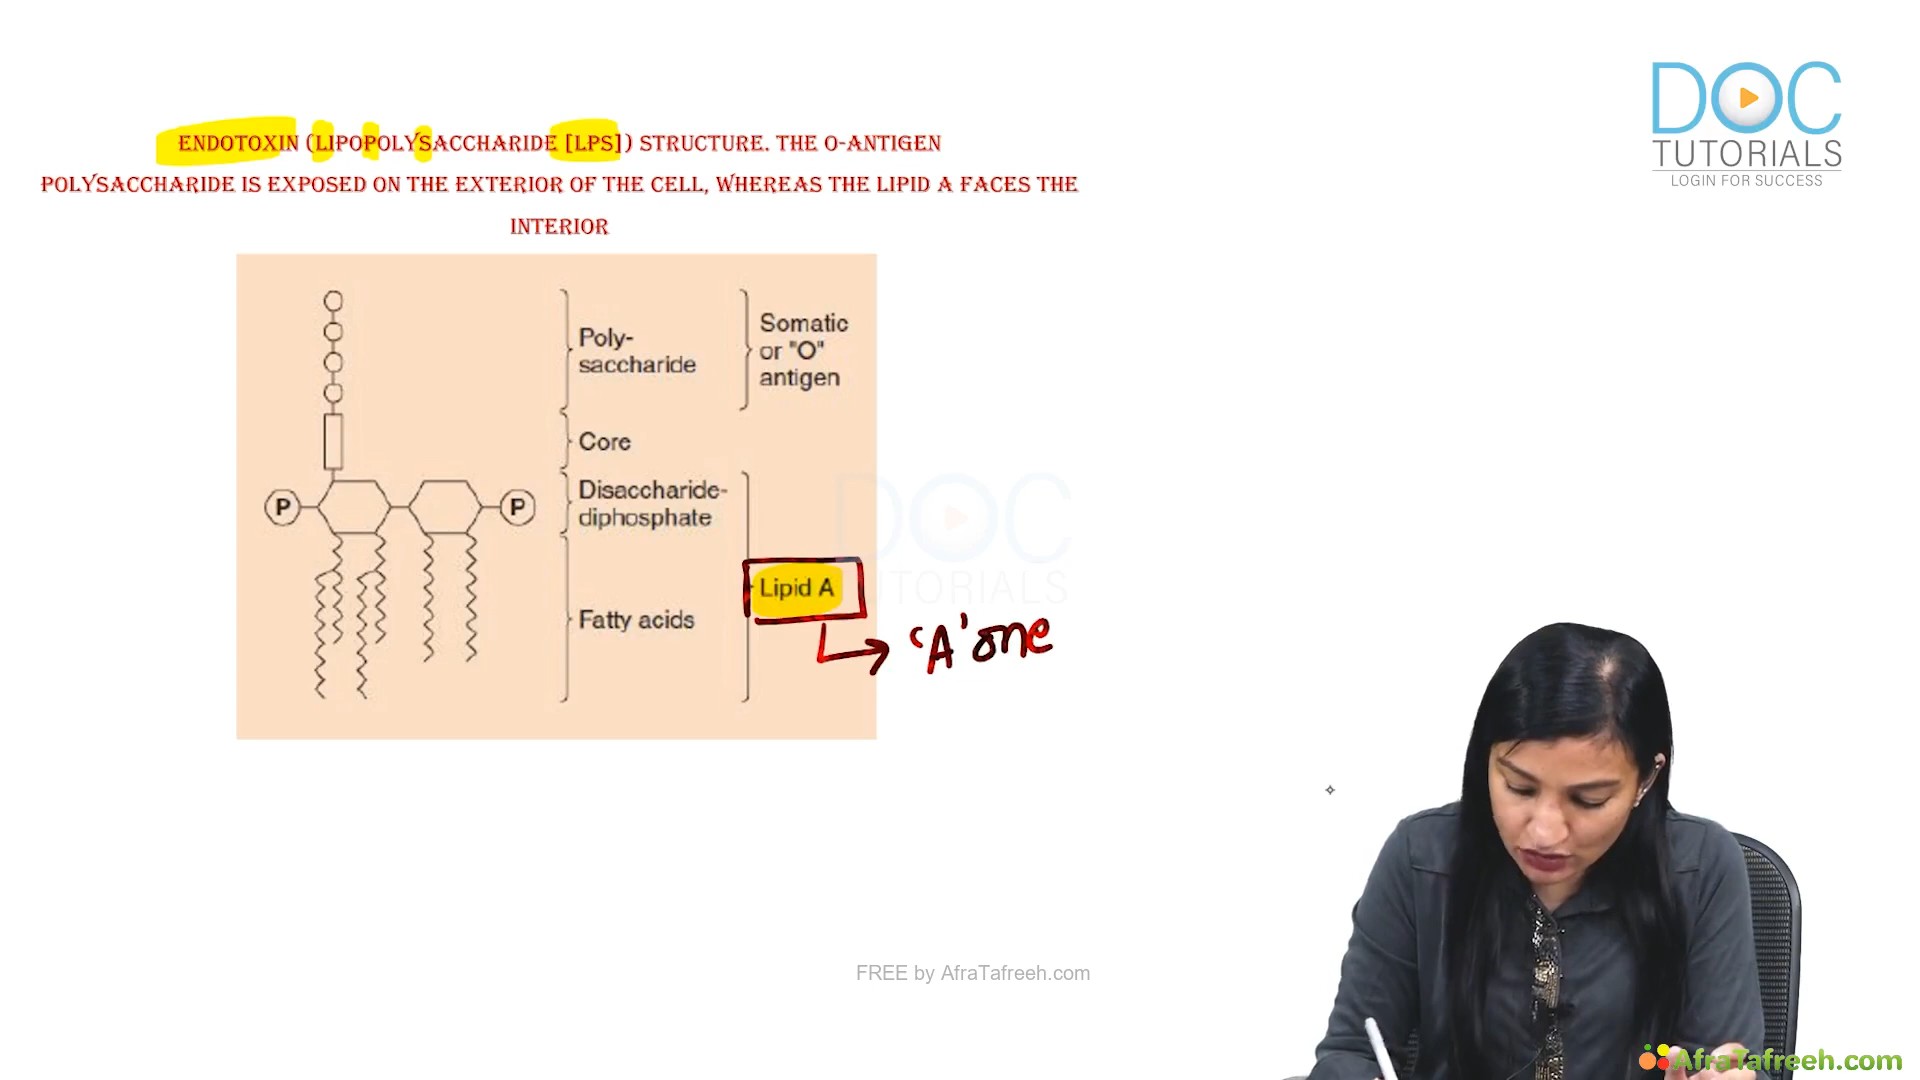 DOC
TUTORIALS
LOGIN FOR SUCCESS
ENDOTOXIN (LIPOPOLYSACCHARIDE [LPS]) STRUCTURE. THE O-ANTIGEN
POLYSACCHARIDE IS EXPOSED ON THE EXTERIOR OF THE CELL, WHEREAS THE LIPID A FACES THE
INTERIOR
Poly-
saccharide
Somatic
or "O"
antigen
Core
Disaccharide-
diphosphate
P
P
Lipid A
Fatty acids
'A' one
DOC
TUTORIALS
FREE by AfraTafreeh.com
AfraTafreeh.com